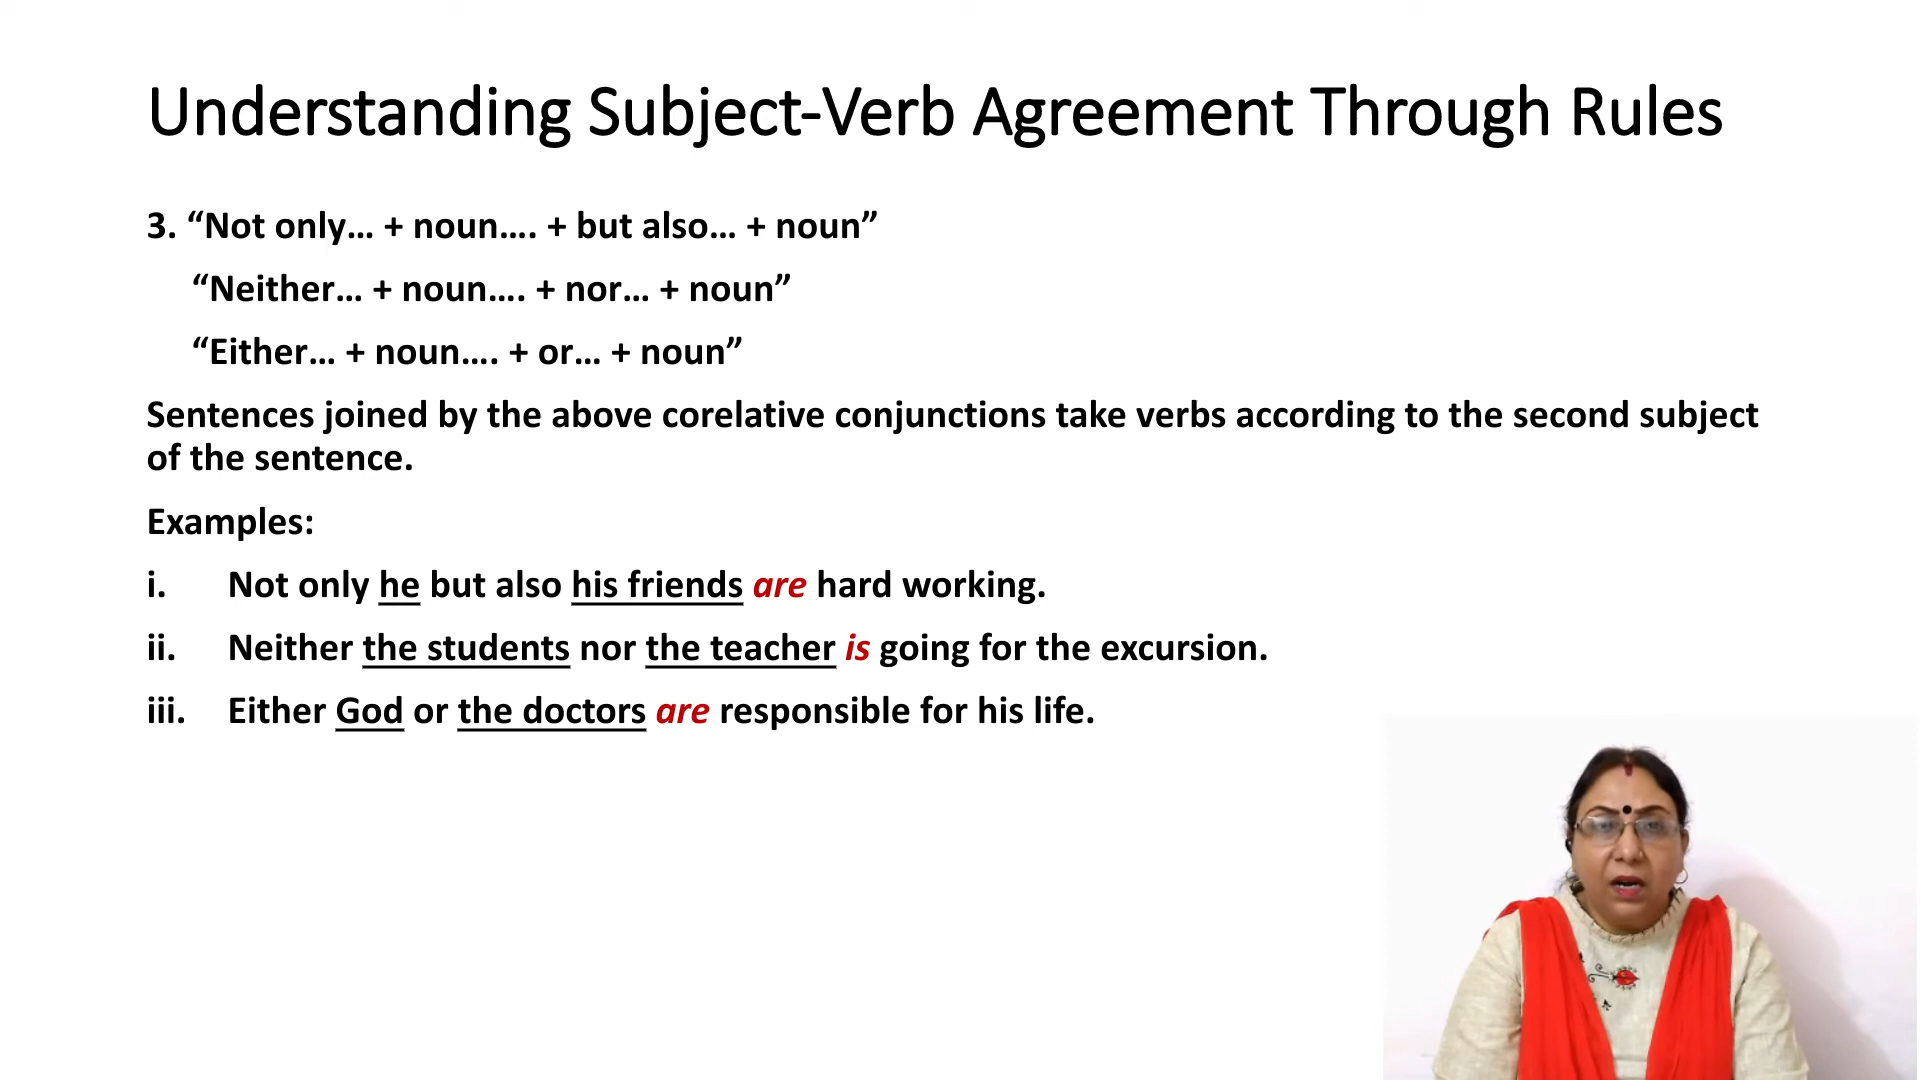 Understanding Subject-Verb Agreement Through Rules
3. “Not only… + noun…. + but also… + noun”
“Neither… + noun…. + nor… + noun”
“Either… + noun…. + or… + noun”
Sentences joined by the above corelative conjunctions take verbs according to the second subject
of the sentence.
Examples:
i. Not only he but also his friends are hard working.
ii. Neither the students nor the teacher is going for the excursion.
iii. Either God or the doctors are responsible for his life.